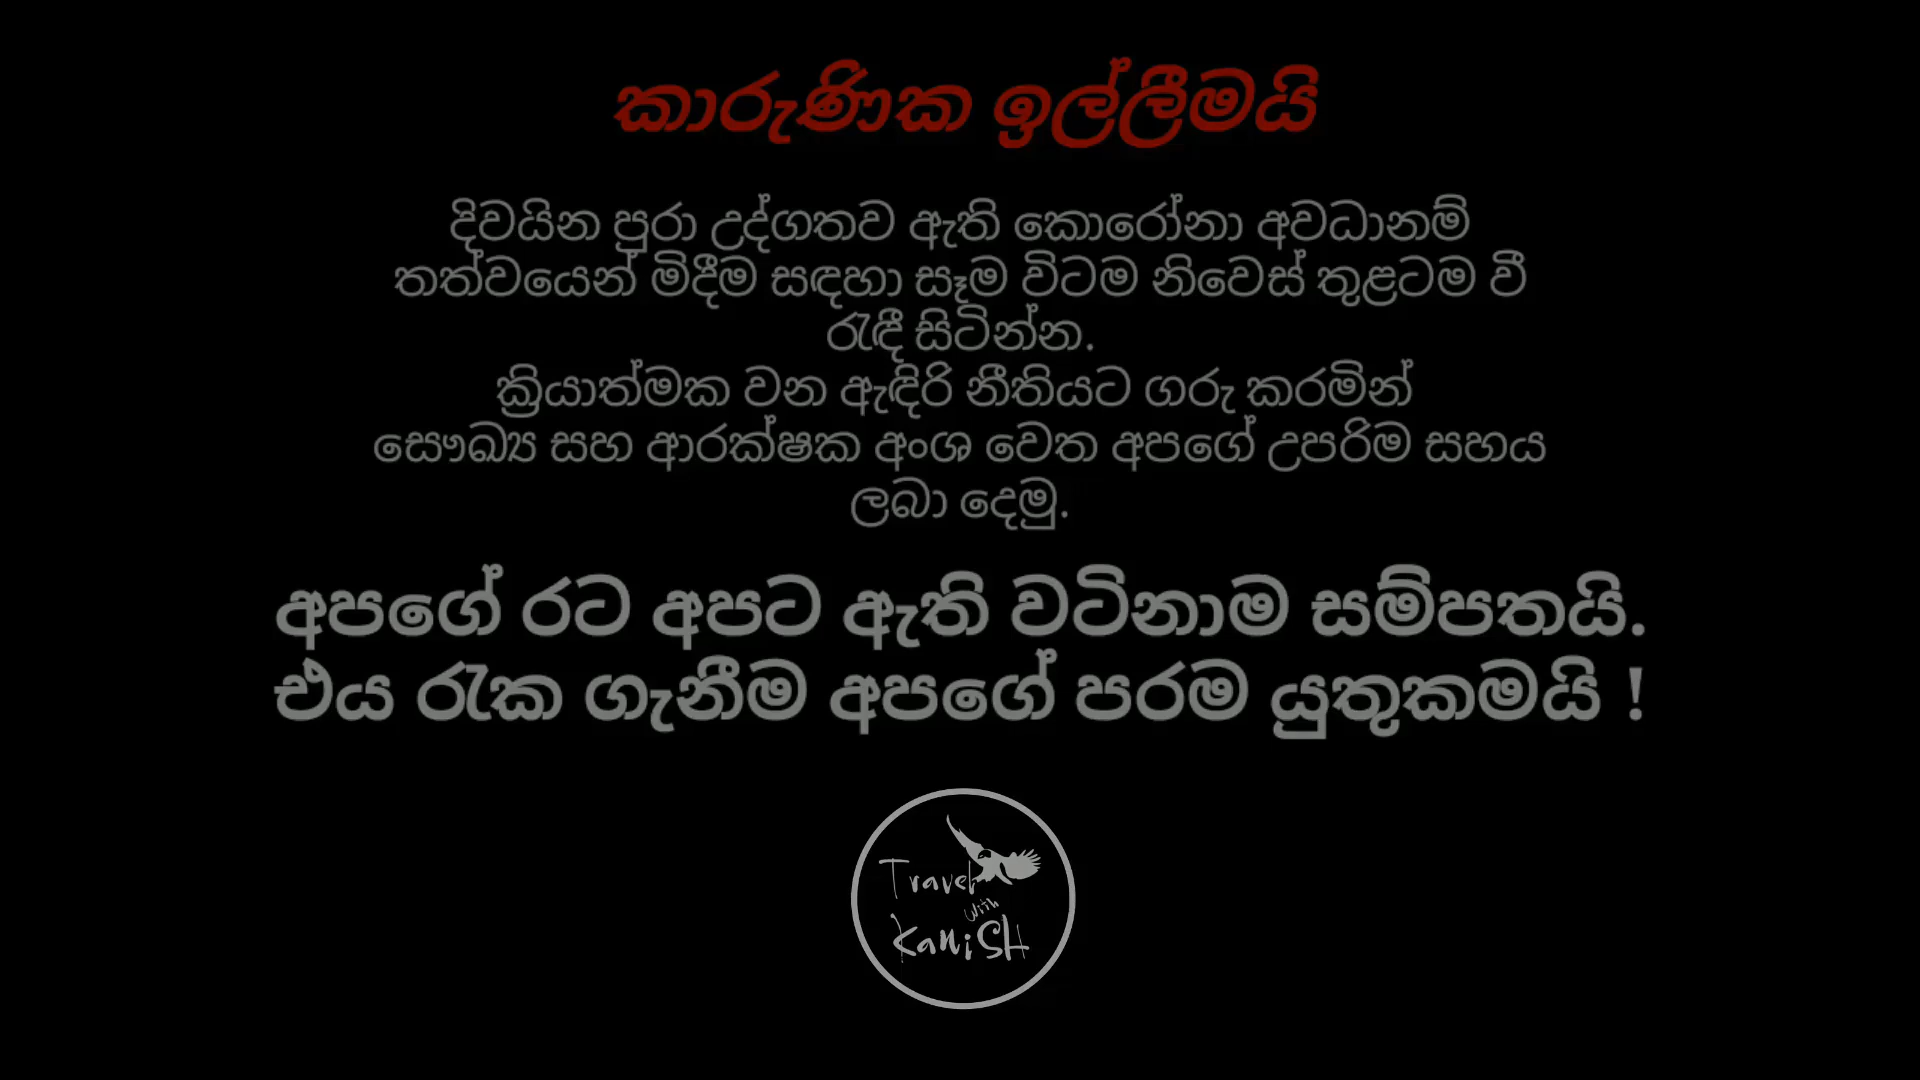 කාරුණික ඉල්ලීමයි
දිවයින පුරා උද්ගතව ඇති කොරෝනා අවධානම්
තත්වයෙන් මිදීම සඳහා සෑම විටම නිවෙස් තුළටම වී
රැඳී සිටින්න.
ක්‍රියාත්මක වන ඇඳිරි නීතියට ගරු කරමින්
සෞඛ්‍ය සහ ආරක්ෂක අංශ වෙත අපගේ උපරිම සහය
ලබා දෙමු.
අපගේ රට අපට ඇති වටිනාම සම්පතයි.
එය රැක ගැනීම අපගේ පරම යුතුකමයි !
Travel
with
KaniSH